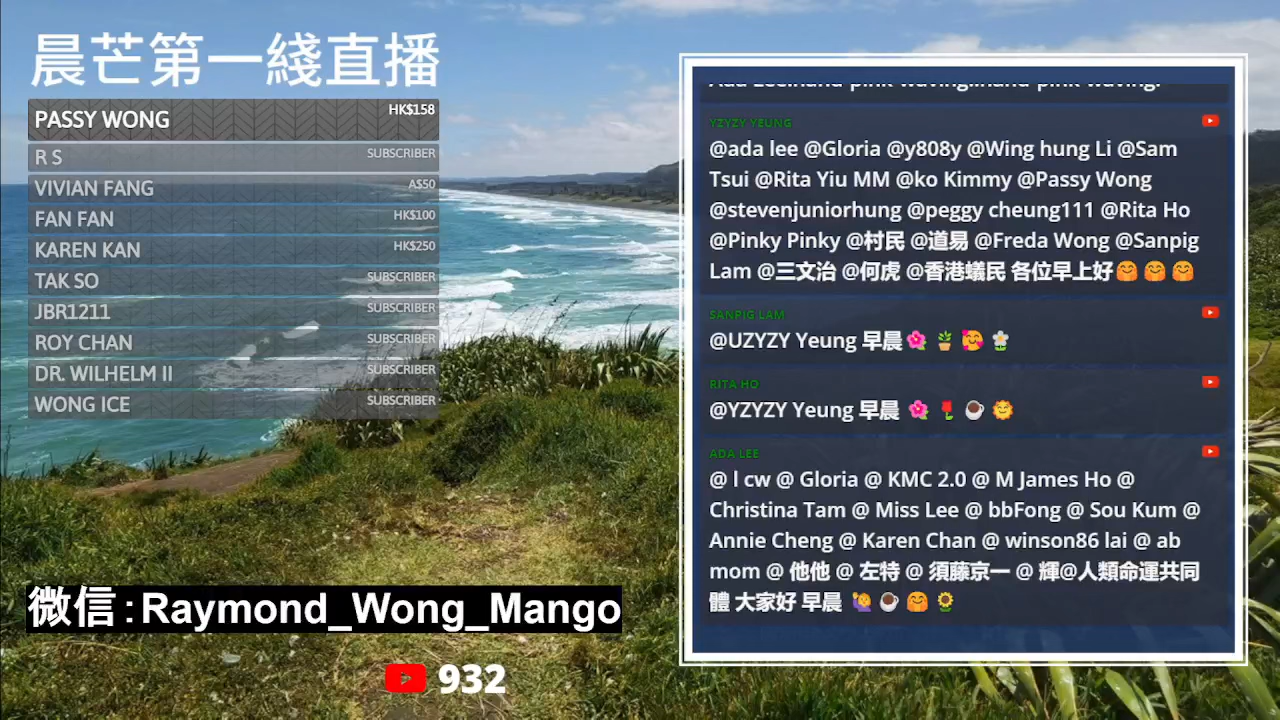 晨芒第一綫直播
PASSY WONG HK$158
R S SUBSCRIBER
VIVIAN FANG A$50
FAN FAN HK$100
KAREN KAN HK$250
TAK SO SUBSCRIBER
JBR1211 SUBSCRIBER
ROY CHAN SUBSCRIBER
DR. WILHELM II SUBSCRIBER
WONG ICE SUBSCRIBER
微信:Raymond_Wong_Mango
932
YZYZY YEUNG
@ada lee @Gloria @y808y @Wing hung Li @Sam
Tsui @Rita Yiu MM @ko Kimmy @Passy Wong
@stevenjuniorhung @peggy cheung111 @Rita Ho
@Pinky Pinky @村民 @道易 @Freda Wong @Sanpig
Lam @三文治 @何虎 @香港蟻民 各位早上好🤗 🤗 🤗
SANPIG LAM
@UZYZY Yeung 早晨🌺 🪴 🥰 🌼
RITA HO
@YZYZY Yeung 早晨 🌺 🌹 ☕ 🌞
ADA LEE
@ l cw @ Gloria @ KMC 2.0 @ M James Ho @
Christina Tam @ Miss Lee @ bbFong @ Sou Kum @
Annie Cheng @ Karen Chan @ winson86 lai @ ab
mom @ 他他 @ 左特 @ 須藤京一 @ 輝@人類命運共同
體 大家好 早晨 🙋 ☕ 🤗 🌻